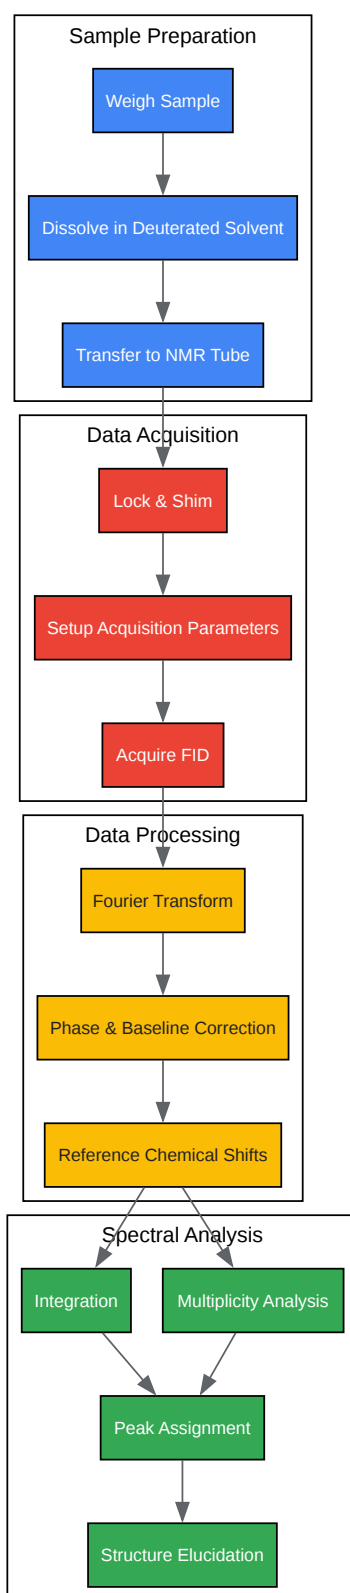 Sample Preparation
Weigh Sample
Dissolve in Deuterated Solvent
Transfer to NMR Tube
Data Acquisition
Lock & Shim
Setup Acquisition Parameters
Acquire FID
Data Processing
Fourier Transform
Phase & Baseline Correction
Reference Chemical Shifts
Spectral Analysis
Integration
Multiplicity Analysis
Peak Assignment
Structure Elucidation